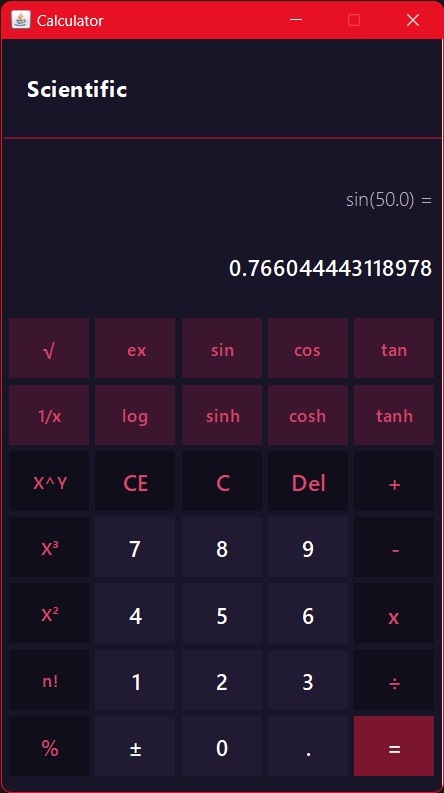 Calculator
Scientific
sin(50.0) =
0.766044443118978
√ ex sin cos tan
1/x log sinh cosh tanh
X^Y CE C Del +
X³ 7 8 9 -
X² 4 5 6 x
n! 1 2 3 ÷
% ± 0 . =